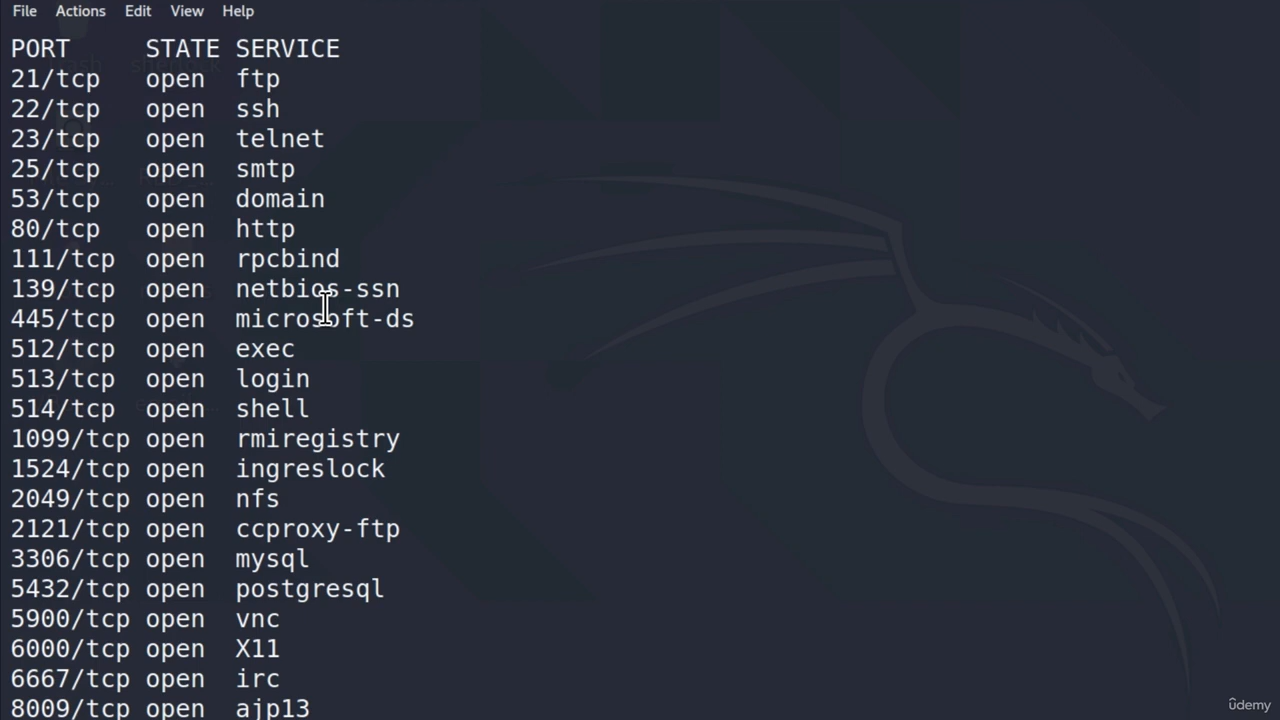 File Actions Edit View Help
PORT STATE SERVICE
21/tcp open ftp
22/tcp open ssh
23/tcp open telnet
25/tcp open smtp
53/tcp open domain
80/tcp open http
111/tcp open rpcbind
139/tcp open netbios-ssn
445/tcp open microsoft-ds
512/tcp open exec
513/tcp open login
514/tcp open shell
1099/tcp open rmiregistry
1524/tcp open ingreslock
2049/tcp open nfs
2121/tcp open ccproxy-ftp
3306/tcp open mysql
5432/tcp open postgresql
5900/tcp open vnc
6000/tcp open X11
6667/tcp open irc
8009/tcp open ajp13
ûdemy